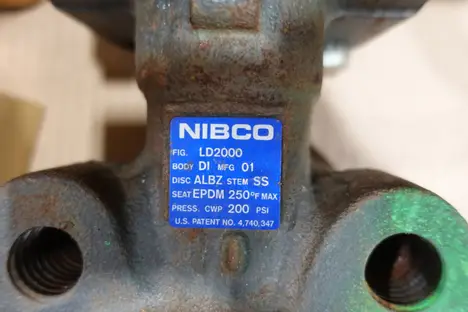 NIBCO
FIG. LD2000
BODY DI MFG 01
DISC ALBZ STEM SS
SEAT EPDM 250°F MAX
PRESS. CWP 200 PSI
U.S. PATENT NO. 4,740,347